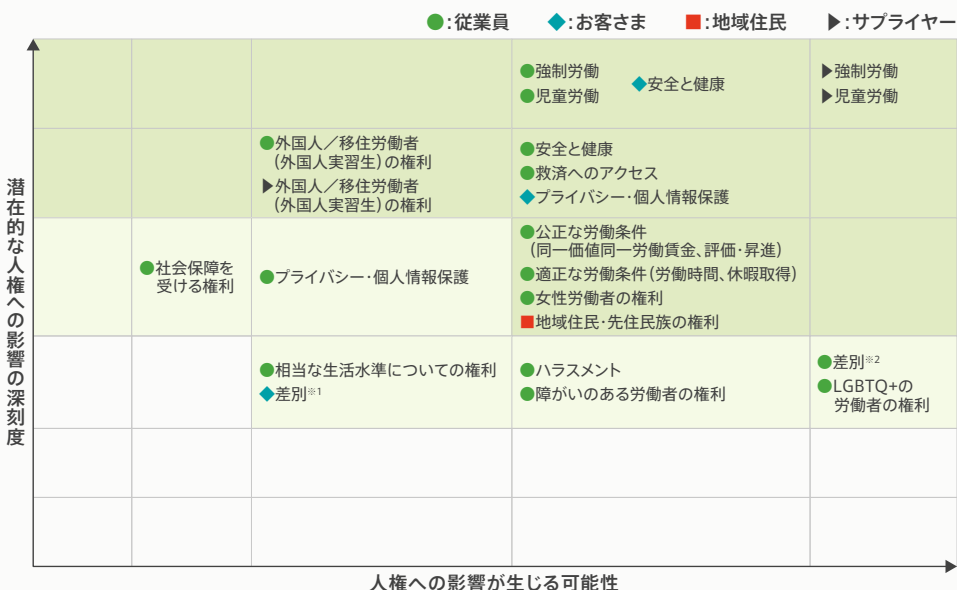 ●:従業員 ◆:お客さま ■:地域住民 ▶:サプライヤー
潜在的な人権への影響の深刻度
●強制労働
●児童労働
◆安全と健康
▶強制労働
▶児童労働
●外国人／移住労働者
(外国人実習生)の権利
▶外国人／移住労働者
(外国人実習生)の権利
●安全と健康
●救済へのアクセス
◆プライバシー・個人情報保護
●社会保障を
受ける権利
●プライバシー・個人情報保護
●公正な労働条件
(同一価値同一労働賃金、評価・昇進)
●適正な労働条件(労働時間、休暇取得)
●女性労働者の権利
■地域住民・先住民族の権利
●相当な生活水準についての権利
◆差別※1
●ハラスメント
●障がいのある労働者の権利
●差別※2
●LGBTQ+の
労働者の権利
人権への影響が生じる可能性